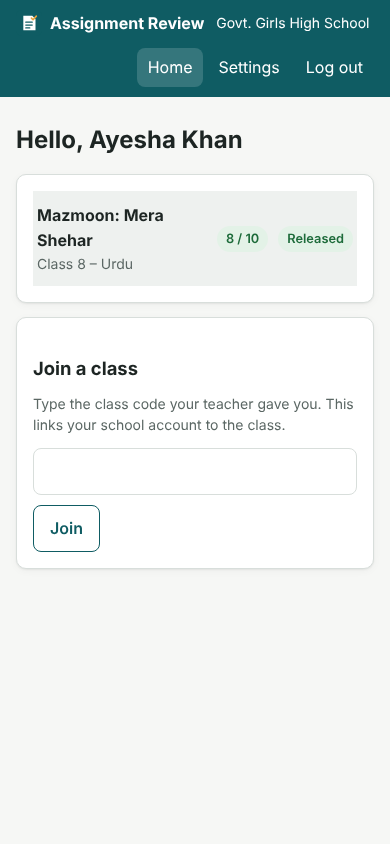 Assignment Review Govt. Girls High School
Home Settings Log out
Hello, Ayesha Khan
Mazmoon: Mera
Shehar
8 / 10 Released
Class 8 – Urdu
Join a class
Type the class code your teacher gave you. This
links your school account to the class.
Join